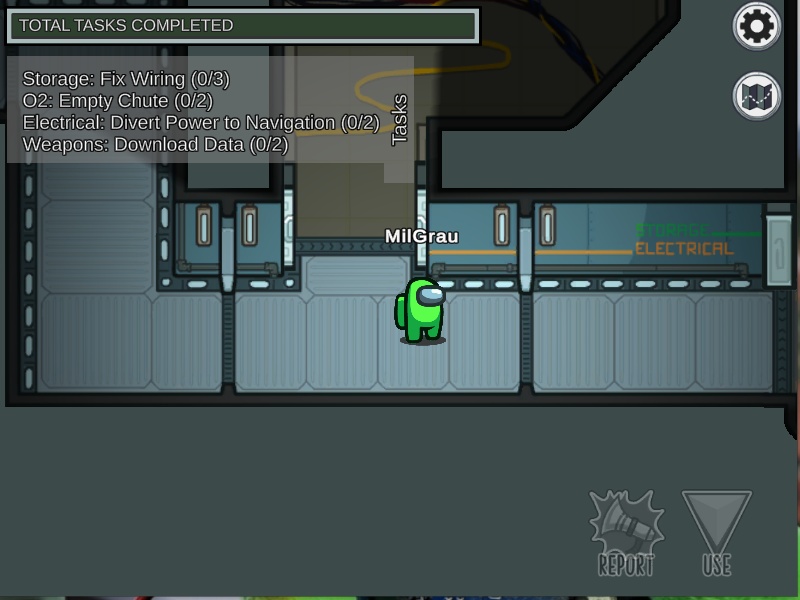 TOTAL TASKS COMPLETED
Storage: Fix Wiring (0/3)
O2: Empty Chute (0/2)
Electrical: Divert Power to Navigation (0/2)
Weapons: Download Data (0/2)
Tasks
MilGrau
STORAGE
ELECTRICAL
REPORT
USE